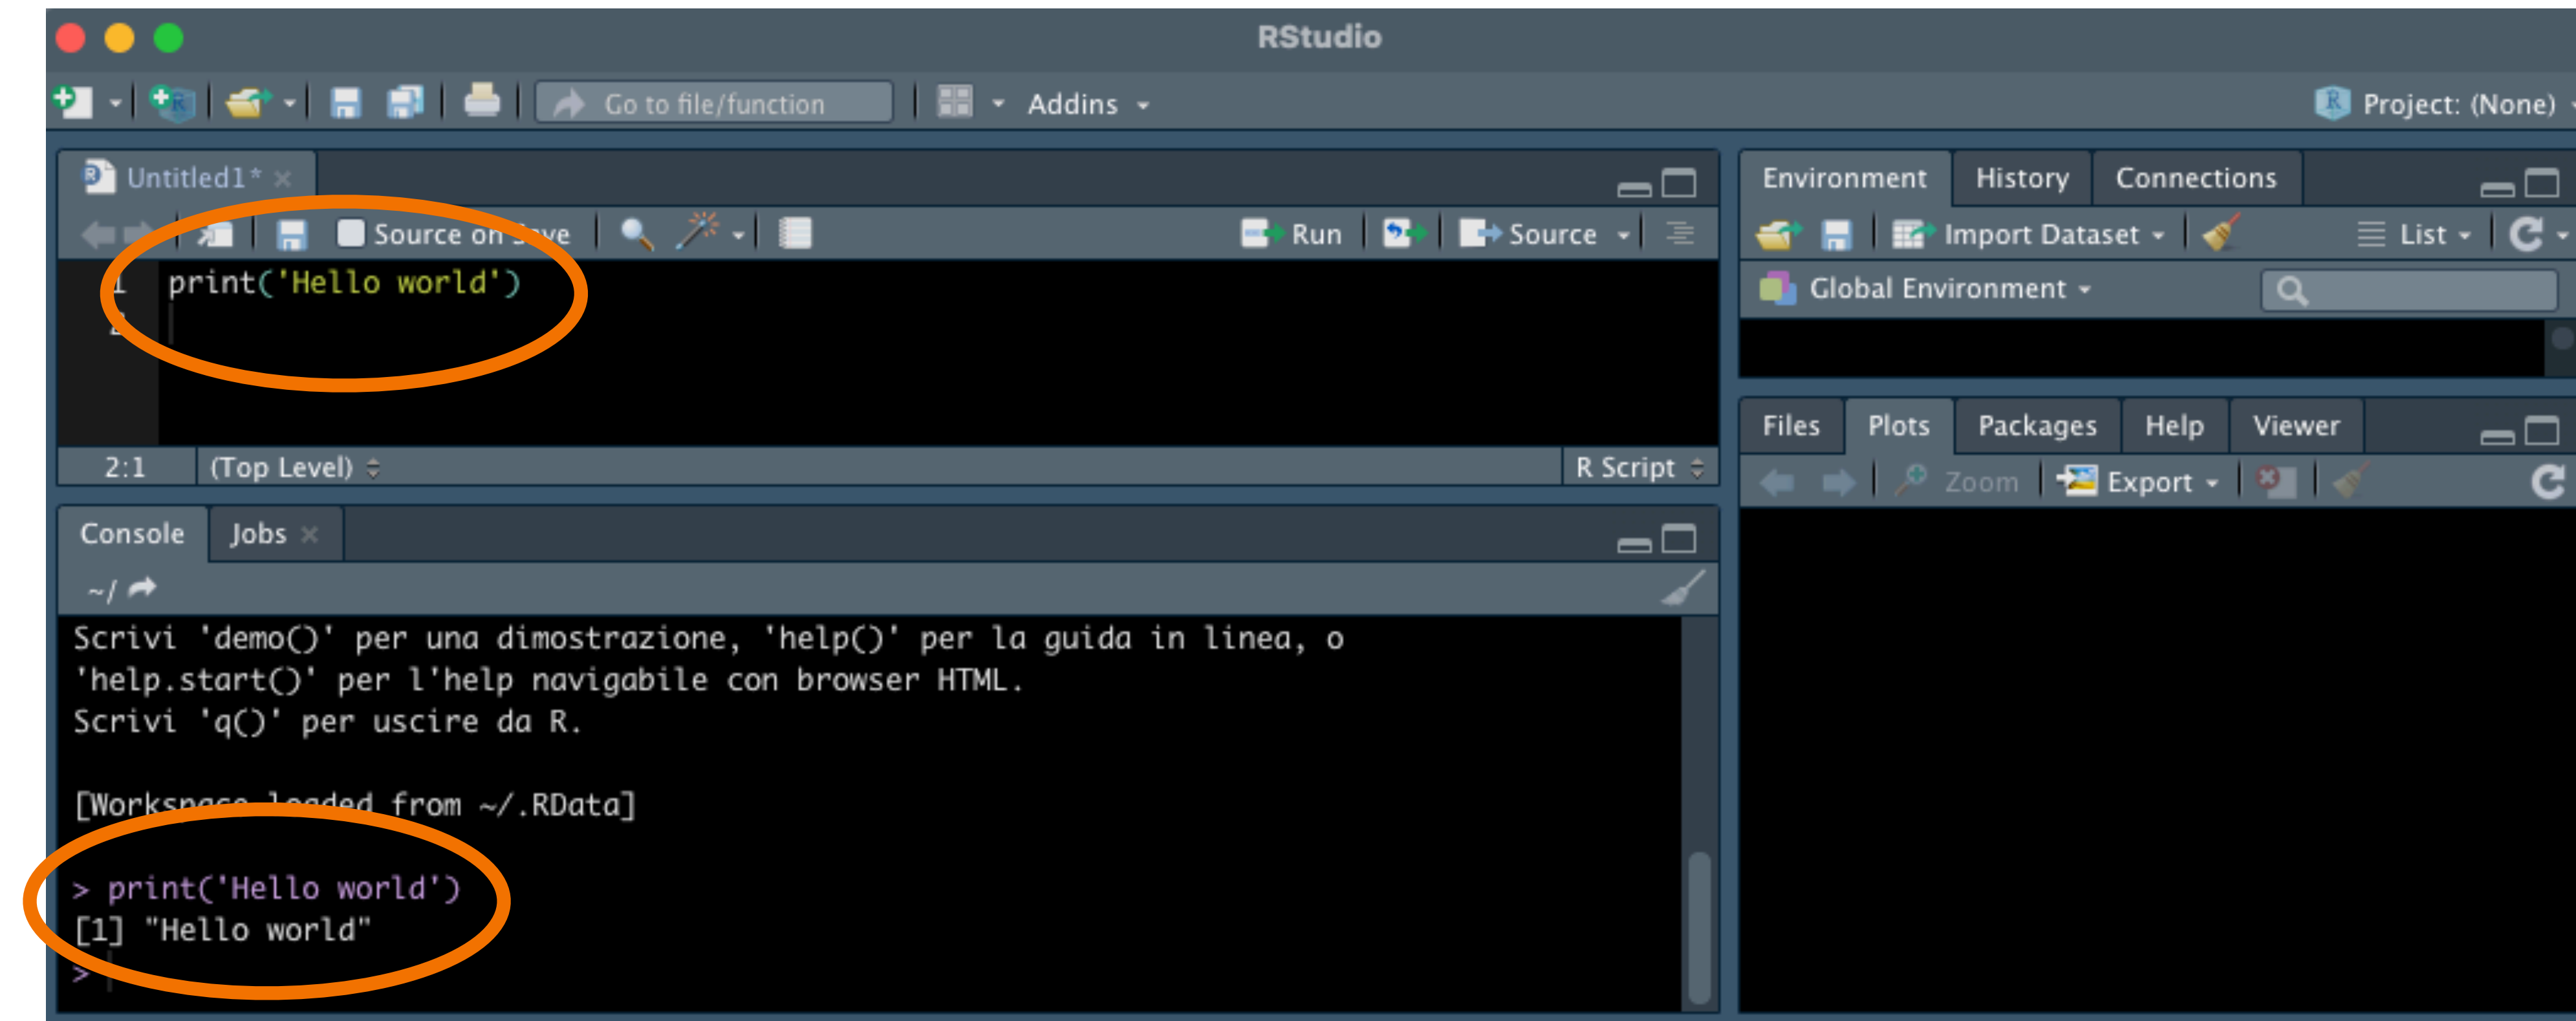 RStudio
Go to file/function
Addins
Project: (None)
Untitled1*
Source on Save
Run
Source
1 print('Hello world')
2
2:1 (Top Level)
R Script
Console Jobs
~/
Scrivi 'demo()' per una dimostrazione, 'help()' per la guida in linea, o
'help.start()' per l'help navigabile con browser HTML.
Scrivi 'q()' per uscire da R.
[Workspace loaded from ~/.RData]
> print('Hello world')
[1] "Hello world"
>
Environment History Connections
Import Dataset
List
Global Environment
Files Plots Packages Help Viewer
Zoom
Export